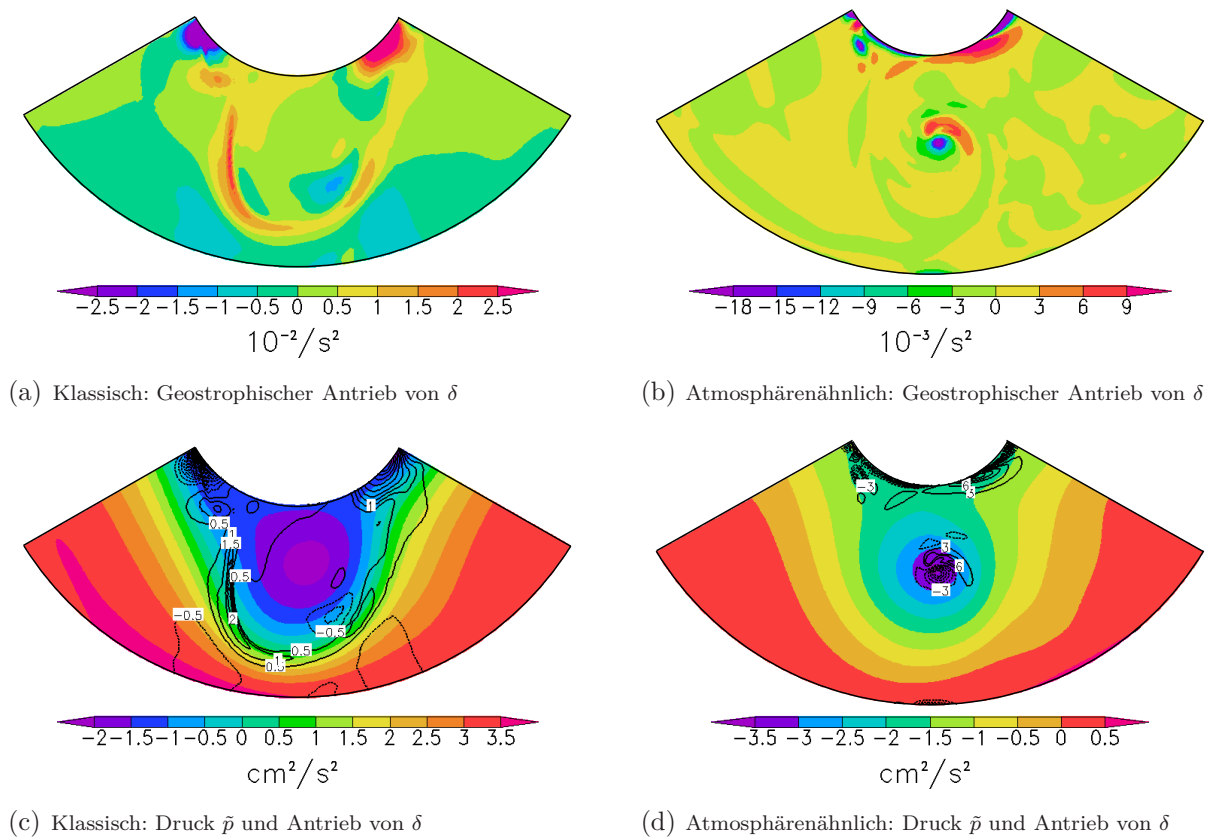 −2.5 −2 −1.5 −1 −0.5 0 0.5 1 1.5 2 2.5
10⁻²/s²
−18 −15 −12 −9 −6 −3 0 3 6 9
10⁻³/s²
(a) Klassisch: Geostrophischer Antrieb von δ
(b) Atmosphärenähnlich: Geostrophischer Antrieb von δ
0.5
1
1
1.5
0.5
2
−0.5
−0.5
0.5
1
0.5
−2 −1.5 −1 −0.5 0 0.5 1 1.5 2 2.5 3 3.5
cm²/s²
−3
6
3
3
6
−3
−3.5 −3 −2.5 −2 −1.5 −1 −0.5 0 0.5
cm²/s²
(c) Klassisch: Druck p̃ und Antrieb von δ
(d) Atmosphärenähnlich: Druck p̃ und Antrieb von δ